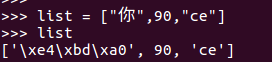 >>>
>>> list = ["你",90,"ce"]
>>> list
['\xe4\xbd\xa0', 90, 'ce']